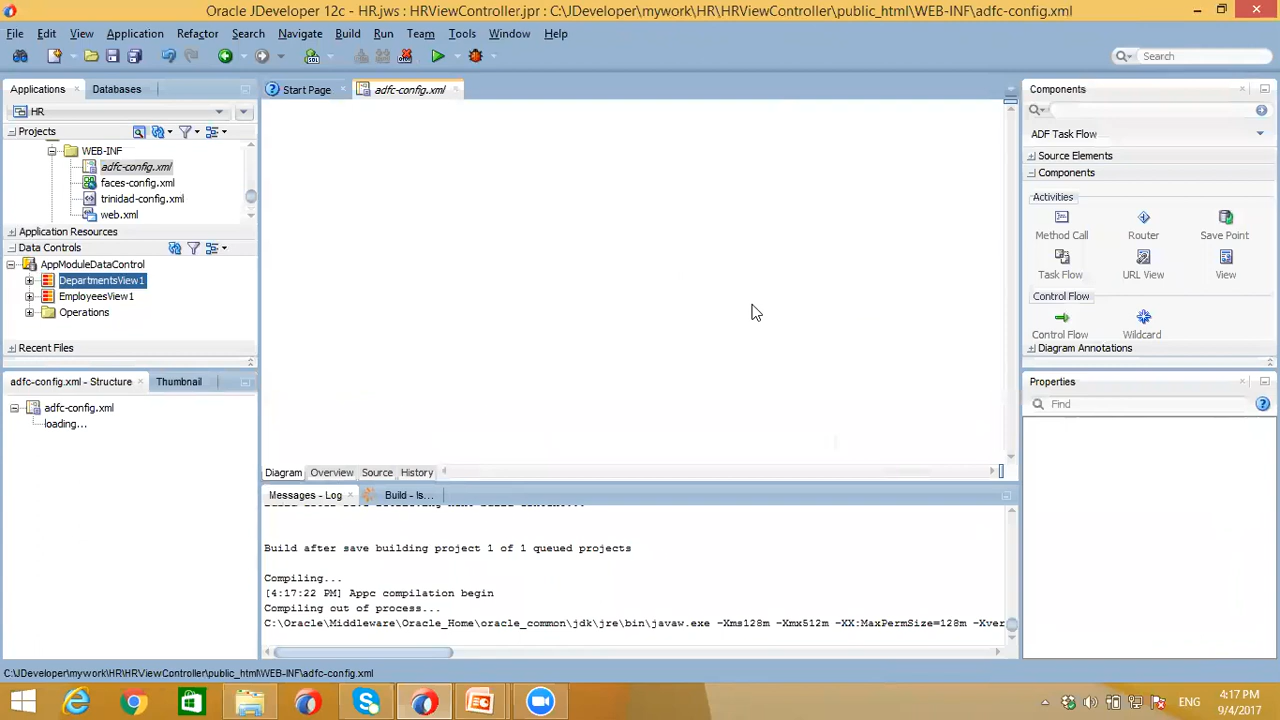 Oracle JDeveloper 12c - HR.jws : HRViewController.jpr : C:\JDeveloper\mywork\HR\HRViewController\public_html\WEB-INF\adfc-config.xml
File Edit View Application Refactor Search Navigate Build Run Team Tools Window Help
Search
Applications Databases
Start Page adfc-config.xml
Components
HR
Projects
ADF Task Flow
WEB-INF
adfc-config.xml
faces-config.xml
trinidad-config.xml
web.xml
Source Elements
Components
Activities
Method Call Router Save Point
Task Flow URL View View
Control Flow
Control Flow Wildcard
Diagram Annotations
Application Resources
Data Controls
AppModuleDataControl
DepartmentsView1
EmployeesView1
Operations
Recent Files
adfc-config.xml - Structure Thumbnail
adfc-config.xml
loading...
Properties
Find
Diagram Overview Source History
Messages - Log Build - Is...
Build after save building project 1 of 1 queued projects
Compiling...
[4:17:22 PM] Appc compilation begin
Compiling out of process...
C:\Oracle\Middleware\Oracle_Home\oracle_common\jdk\jre\bin\javaw.exe -Xms128m -Xmx512m -XX:MaxPermSize=128m -Xver
C:\JDeveloper\mywork\HR\HRViewController\public_html\WEB-INF\adfc-config.xml
ENG
4:17 PM
9/4/2017